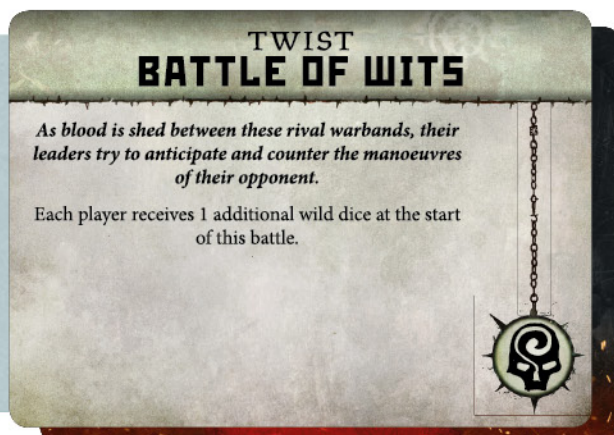 TWIST
BATTLE OF WITS
As blood is shed between these rival warbands, their
leaders try to anticipate and counter the manoeuvres
of their opponent.
Each player receives 1 additional wild dice at the start
of this battle.